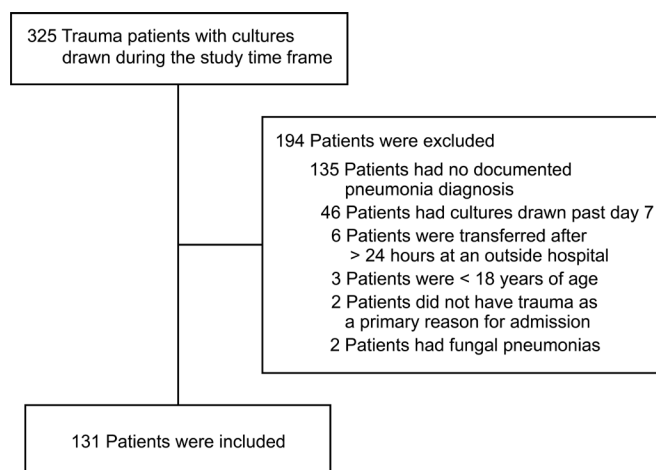 325 Trauma patients with cultures
drawn during the study time frame
194 Patients were excluded
135 Patients had no documented
pneumonia diagnosis
46 Patients had cultures drawn past day 7
6 Patients were transferred after
> 24 hours at an outside hospital
3 Patients were < 18 years of age
2 Patients did not have trauma as
a primary reason for admission
2 Patients had fungal pneumonias
131 Patients were included